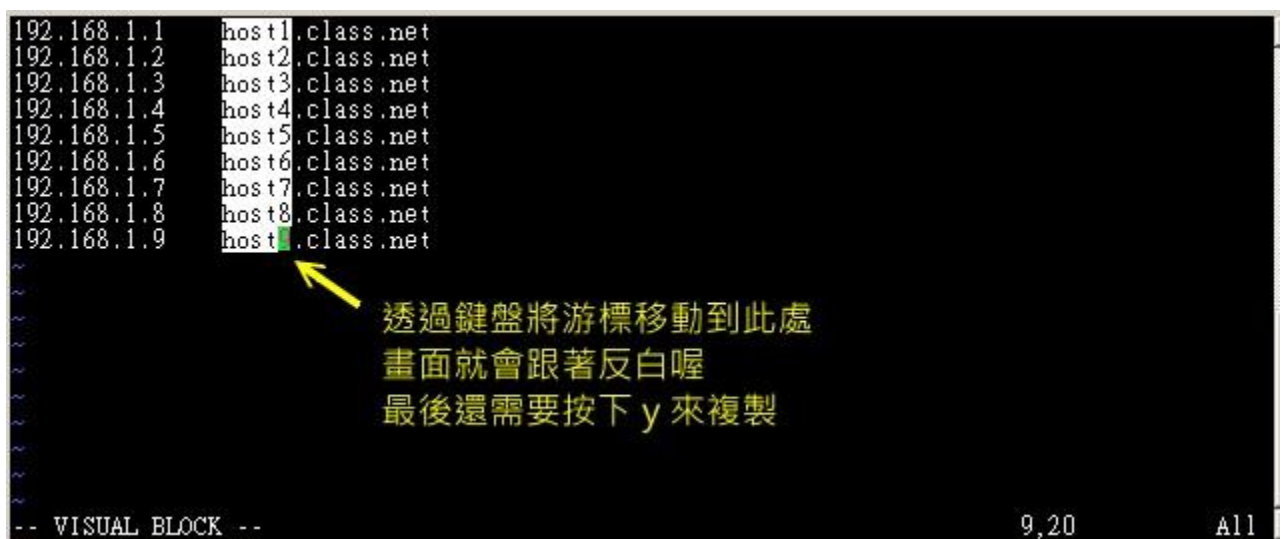 192.168.1.1    host1.class.net
192.168.1.2    host2.class.net
192.168.1.3    host3.class.net
192.168.1.4    host4.class.net
192.168.1.5    host5.class.net
192.168.1.6    host6.class.net
192.168.1.7    host7.class.net
192.168.1.8    host8.class.net
192.168.1.9    host9.class.net
~
~
透過鍵盤將游標移動到此處
~
~
畫面就會跟著反白喔
~
最後還需要按下 y 來複製
~
~
~
~
-- VISUAL BLOCK --    9,20    All